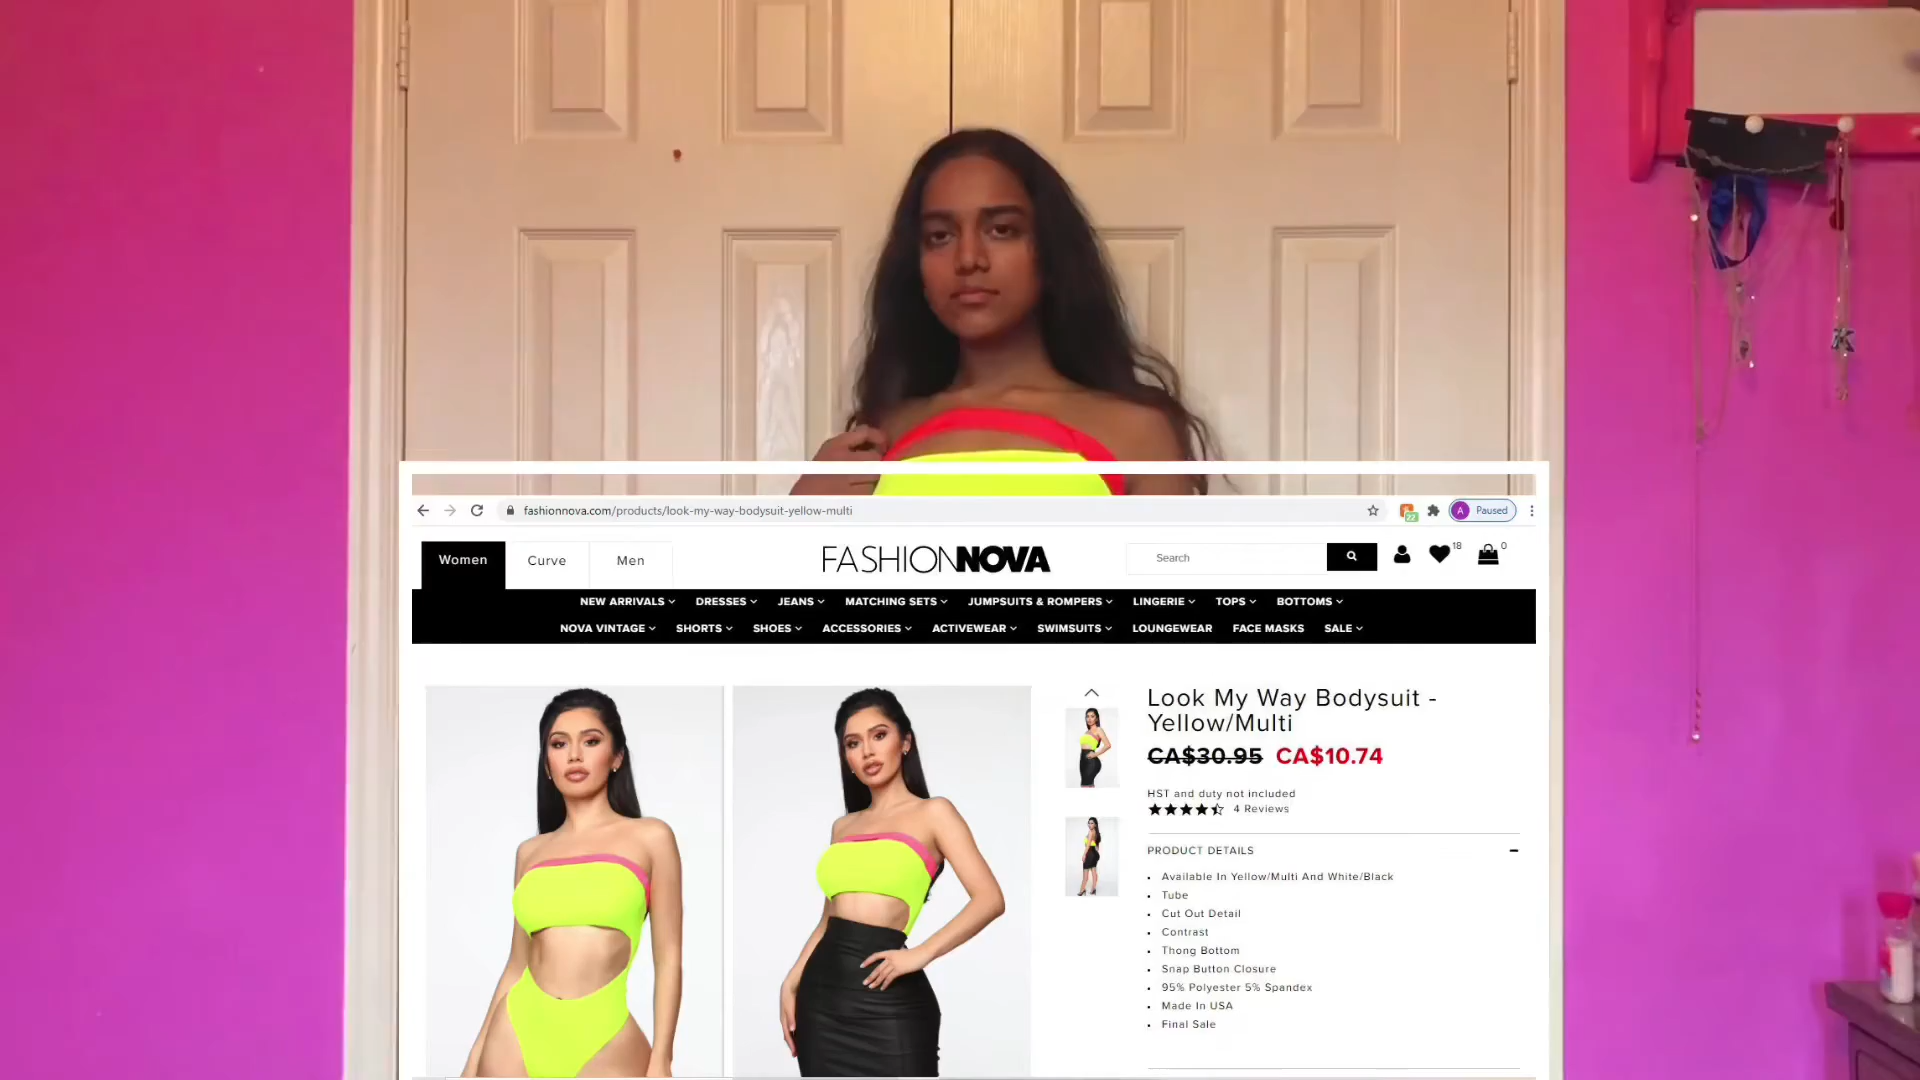 fashionnova.com/products/look-my-way-bodysuit-yellow-multi
22
A Paused
Women Curve Men
FASHIONNOVA
Search
18
0
NEW ARRIVALS DRESSES JEANS MATCHING SETS JUMPSUITS & ROMPERS LINGERIE TOPS BOTTOMS
NOVA VINTAGE SHORTS SHOES ACCESSORIES ACTIVEWEAR SWIMSUITS LOUNGEWEAR FACE MASKS SALE
Look My Way Bodysuit -
Yellow/Multi
CA$30.95 CA$10.74
HST and duty not included
4 Reviews
PRODUCT DETAILS
Available In Yellow/Multi And White/Black
Tube
Cut Out Detail
Contrast
Thong Bottom
Snap Button Closure
95% Polyester 5% Spandex
Made In USA
Final Sale